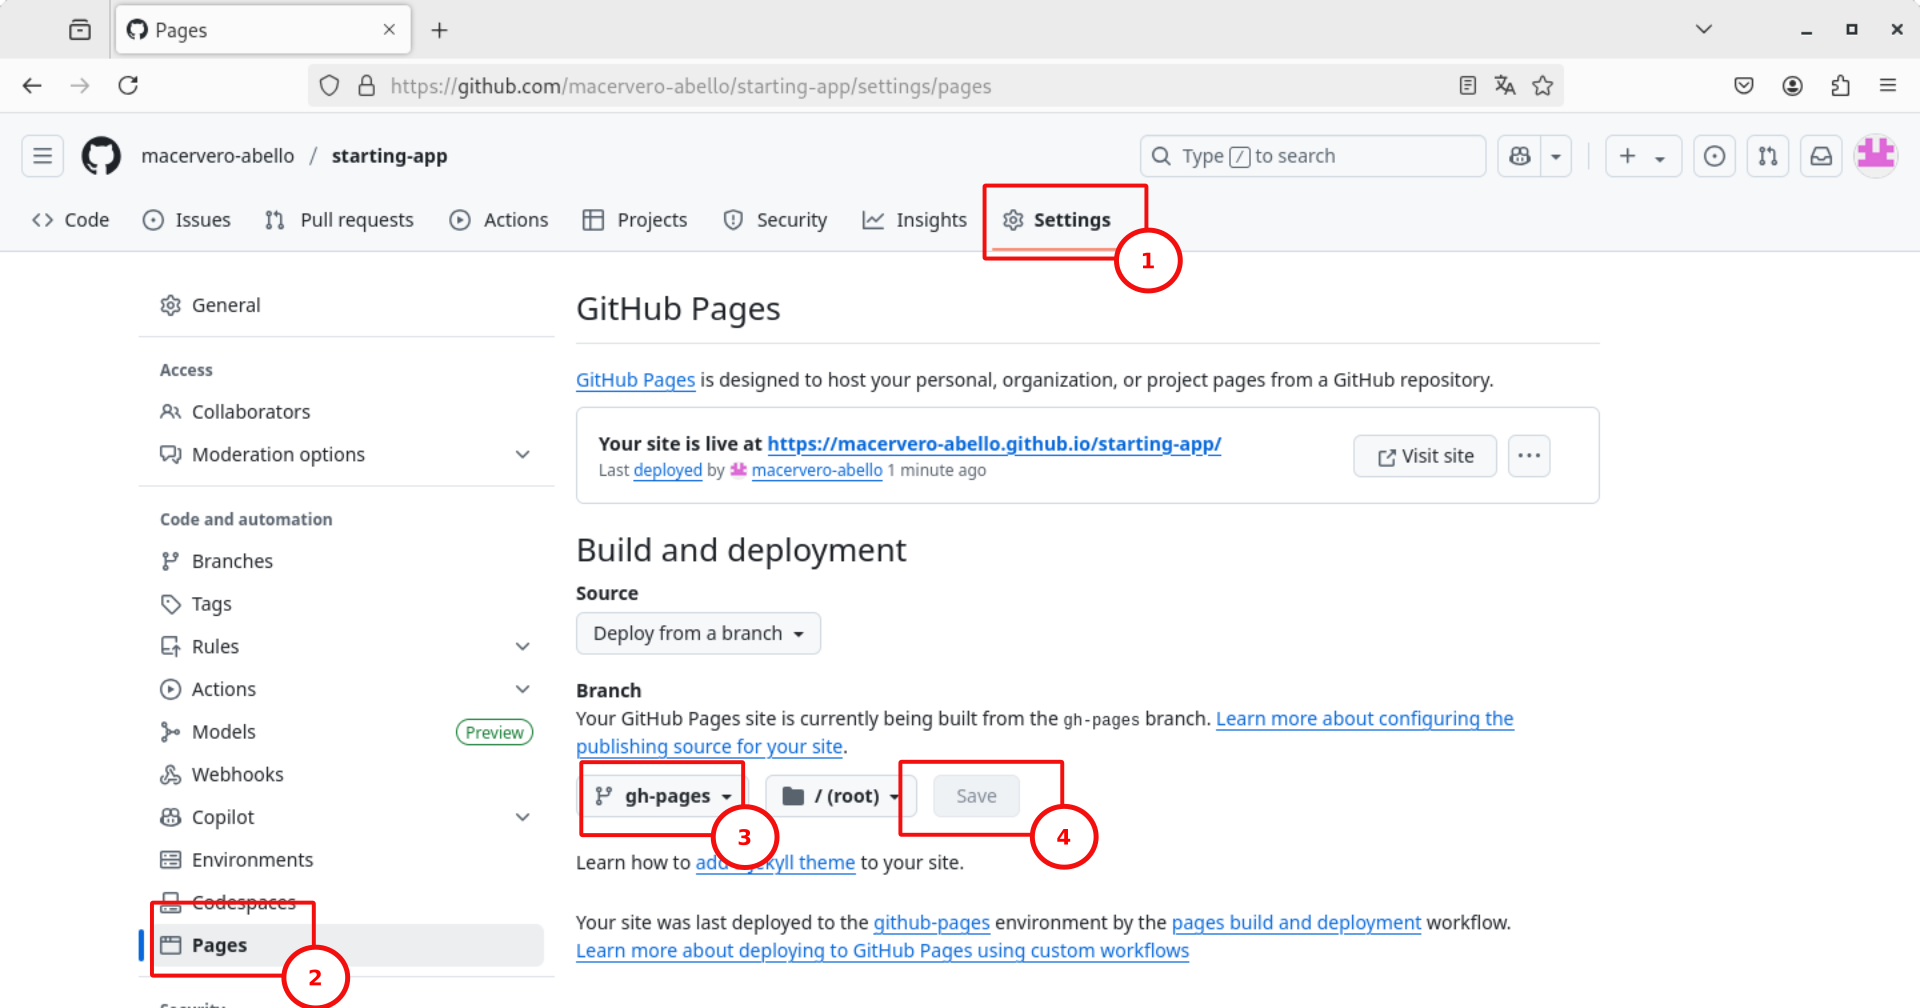 Pages
https://github.com/macervero-abello/starting-app/settings/pages
macervero-abello / starting-app
Type / to search
Code Issues Pull requests Actions Projects Security Insights Settings
1
General
Access
Collaborators
Moderation options
Code and automation
Branches
Tags
Rules
Actions
Models Preview
Webhooks
Copilot
Environments
Codespaces
Pages
2
Security
GitHub Pages
GitHub Pages is designed to host your personal, organization, or project pages from a GitHub repository.
Your site is live at https://macervero-abello.github.io/starting-app/
Last deployed by macervero-abello 1 minute ago
Visit site
Build and deployment
Source
Deploy from a branch
Branch
Your GitHub Pages site is currently being built from the gh-pages branch. Learn more about configuring the
publishing source for your site.
gh-pages / (root) Save
3 4
Learn how to add kyll theme to your site.
Your site was last deployed to the github-pages environment by the pages build and deployment workflow.
Learn more about deploying to GitHub Pages using custom workflows